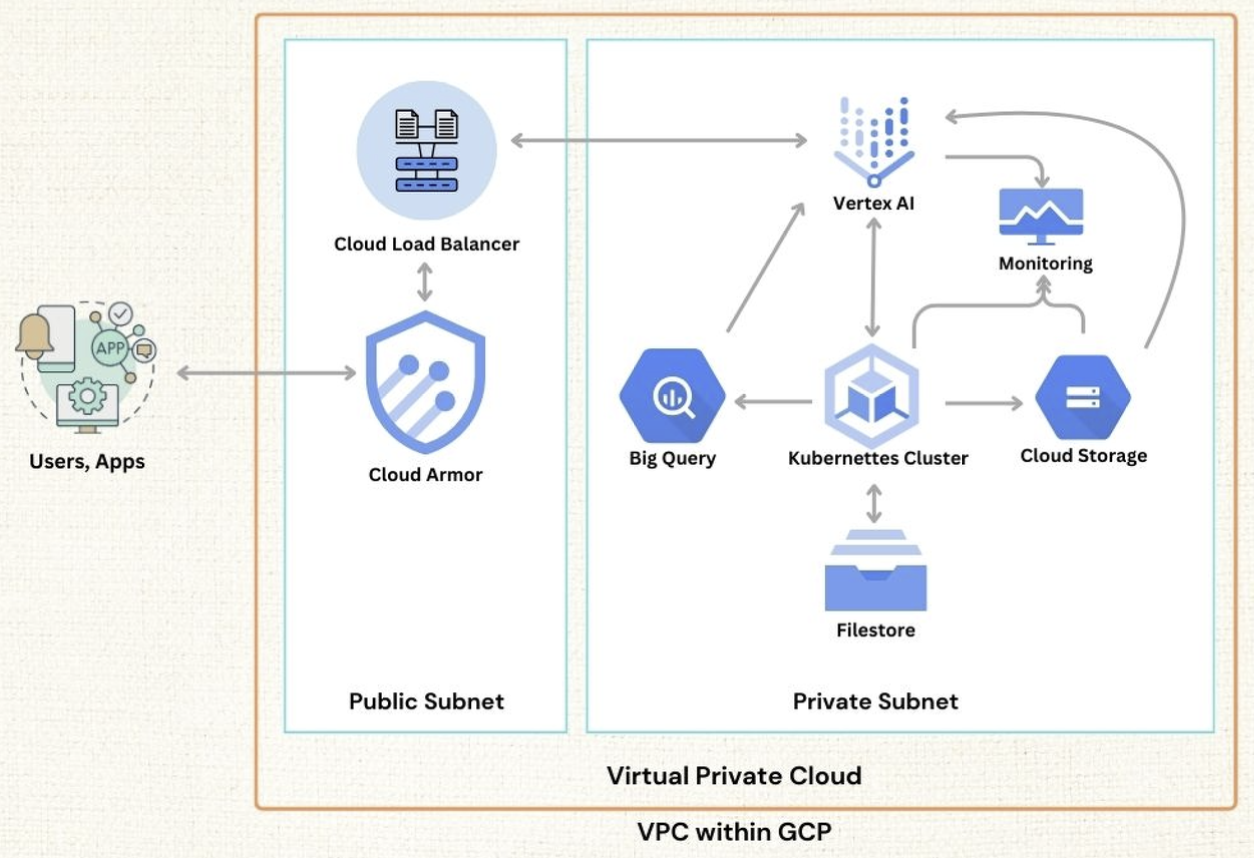 Cloud Load Balancer
Vertex AI
Monitoring
APP
Users, Apps
Cloud Armor
Big Query
Kubernettes Cluster
Cloud Storage
Filestore
Public Subnet
Private Subnet
Virtual Private Cloud
VPC within GCP